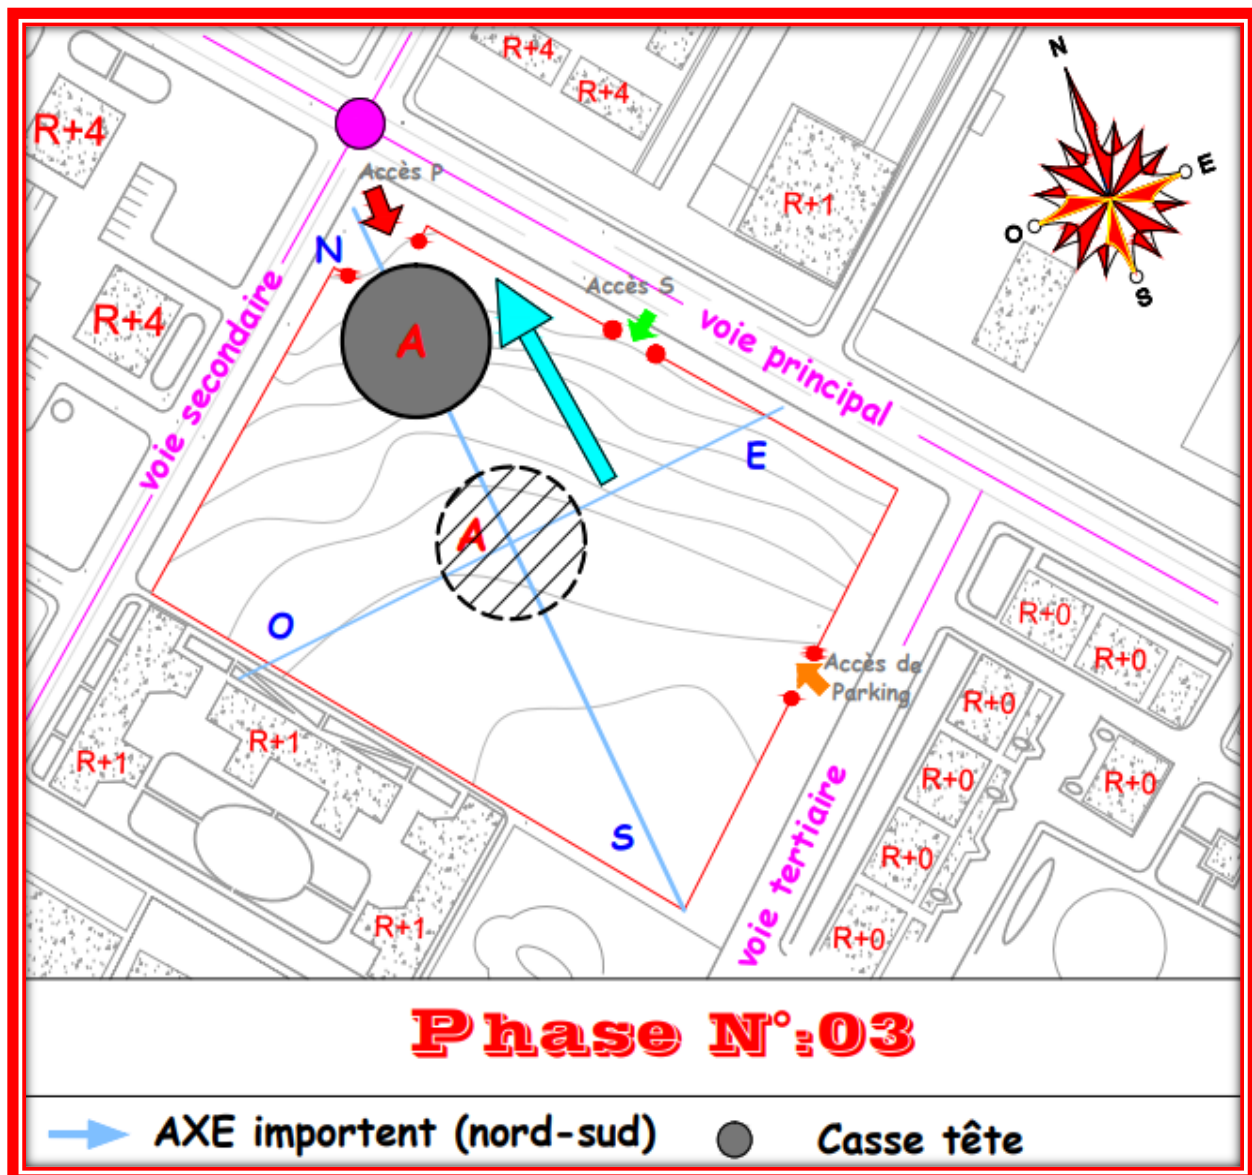 N
E
O
S
R+4
R+4
R+4
R+1
R+4
Accès P
N
A
Accès S
voie principal
voie secondaire
E
A
O
S
Accès de
Parking
voie tertiaire
R+0
R+0
R+0
R+0
R+0
R+0
R+0
R+1
R+1
R+1
Phase N°:03
AXE importent (nord-sud)
Casse tête